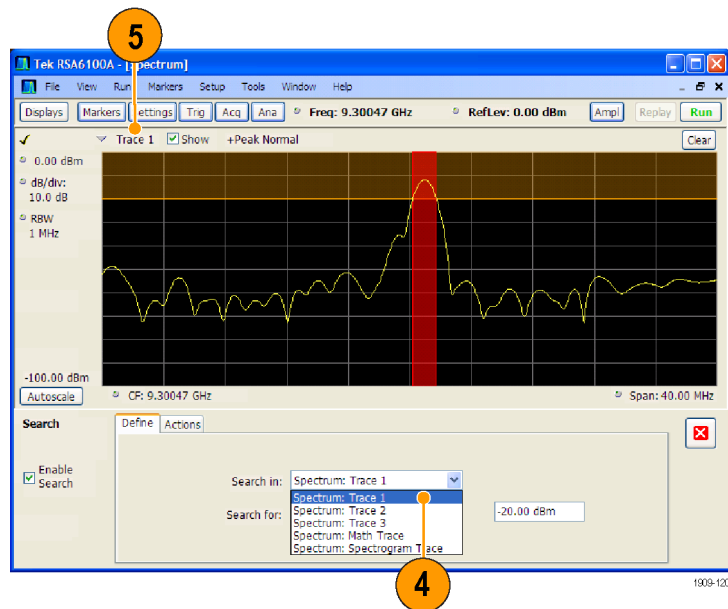 5
Tek RSA6100A - [Spectrum]
File View Run Markers Setup Tools Window Help
Displays Markers Settings Trig Acq Ana Freq: 9.30047 GHz RefLev: 0.00 dBm Ampl Replay Run
Trace 1 Show +Peak Normal Clear
0.00 dBm
dB/div:
10.0 dB
RBW
1 MHz
-100.00 dBm
Autoscale CF: 9.30047 GHz Span: 40.00 MHz
Search Define Actions
Enable
Search
Search in: Spectrum: Trace 1
Spectrum: Trace 1
Spectrum: Trace 2
Search for: -20.00 dBm
Spectrum: Trace 3
Spectrum: Math Trace
Spectrum: Spectrogram Trace
4
1909-120